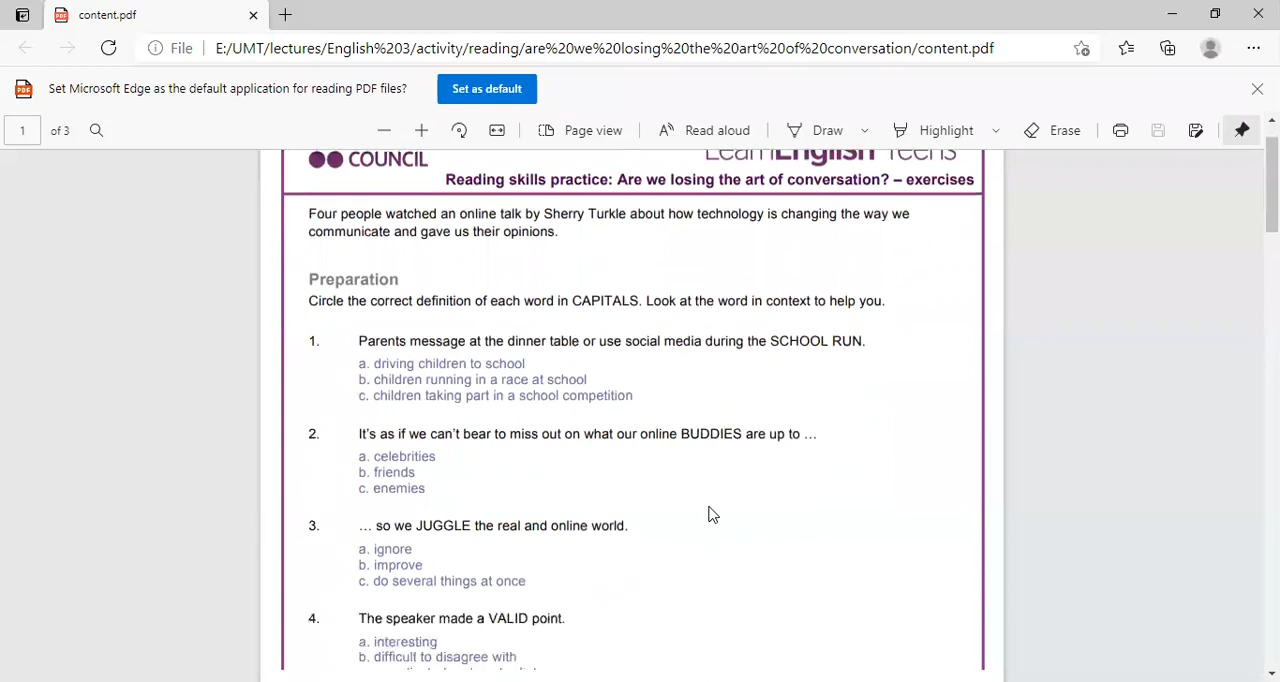 content.pdf
File E:/UMT/lectures/English%203/activity/reading/are%20we%20losing%20the%20art%20of%20conversation/content.pdf
Set Microsoft Edge as the default application for reading PDF files? Set as default
1 of 3 Page view Read aloud Draw Highlight Erase
COUNCIL LearnEnglish Teens
Reading skills practice: Are we losing the art of conversation? – exercises
Four people watched an online talk by Sherry Turkle about how technology is changing the way we
communicate and gave us their opinions.
Preparation
Circle the correct definition of each word in CAPITALS. Look at the word in context to help you.
1. Parents message at the dinner table or use social media during the SCHOOL RUN.
a. driving children to school
b. children running in a race at school
c. children taking part in a school competition
2. It's as if we can't bear to miss out on what our online BUDDIES are up to …
a. celebrities
b. friends
c. enemies
3. … so we JUGGLE the real and online world.
a. ignore
b. improve
c. do several things at once
4. The speaker made a VALID point.
a. interesting
b. difficult to disagree with